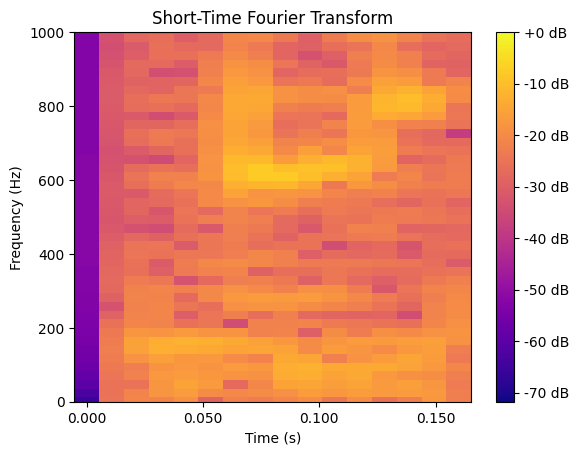 Short-Time Fourier Transform
Frequency (Hz)
1000
800
600
400
200
0
0.000
0.050
0.100
0.150
Time (s)
+0 dB
-10 dB
-20 dB
-30 dB
-40 dB
-50 dB
-60 dB
-70 dB